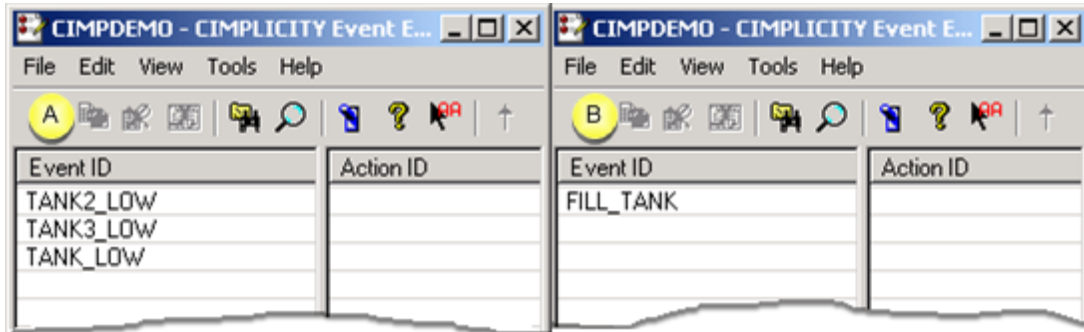 CIMPDEMO - CIMPLICITY Event E...
File Edit View Tools Help
A
Event ID
Action ID
TANK2_LOW
TANK3_LOW
TANK_LOW
CIMPDEMO - CIMPLICITY Event E...
File Edit View Tools Help
B
Event ID
Action ID
FILL_TANK